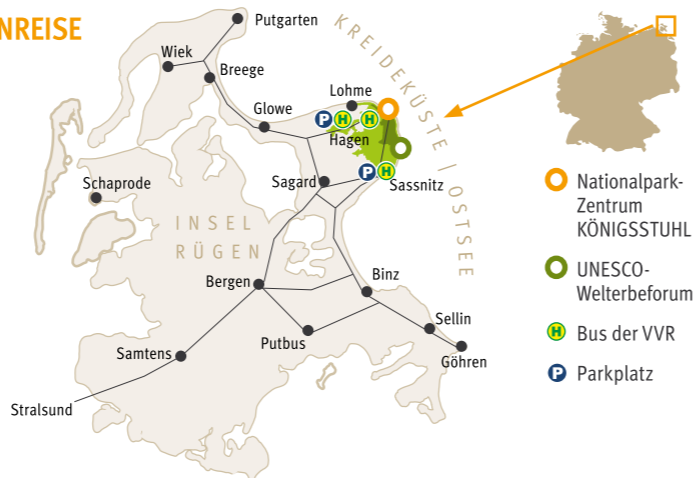 NREISE
Putgarten
Wiek
Breege
Glowe
Lohme
P H H
Hagen
P H
Sassnitz
Sagard
Schaprode
INSEL
RÜGEN
KREIDEKÜSTE | OSTSEE
Bergen
Binz
Sellin
Göhren
Putbus
Samtens
Stralsund
Nationalpark-
Zentrum
KÖNIGSSTUHL
UNESCO-
Welterbeforum
H Bus der VVR
P Parkplatz